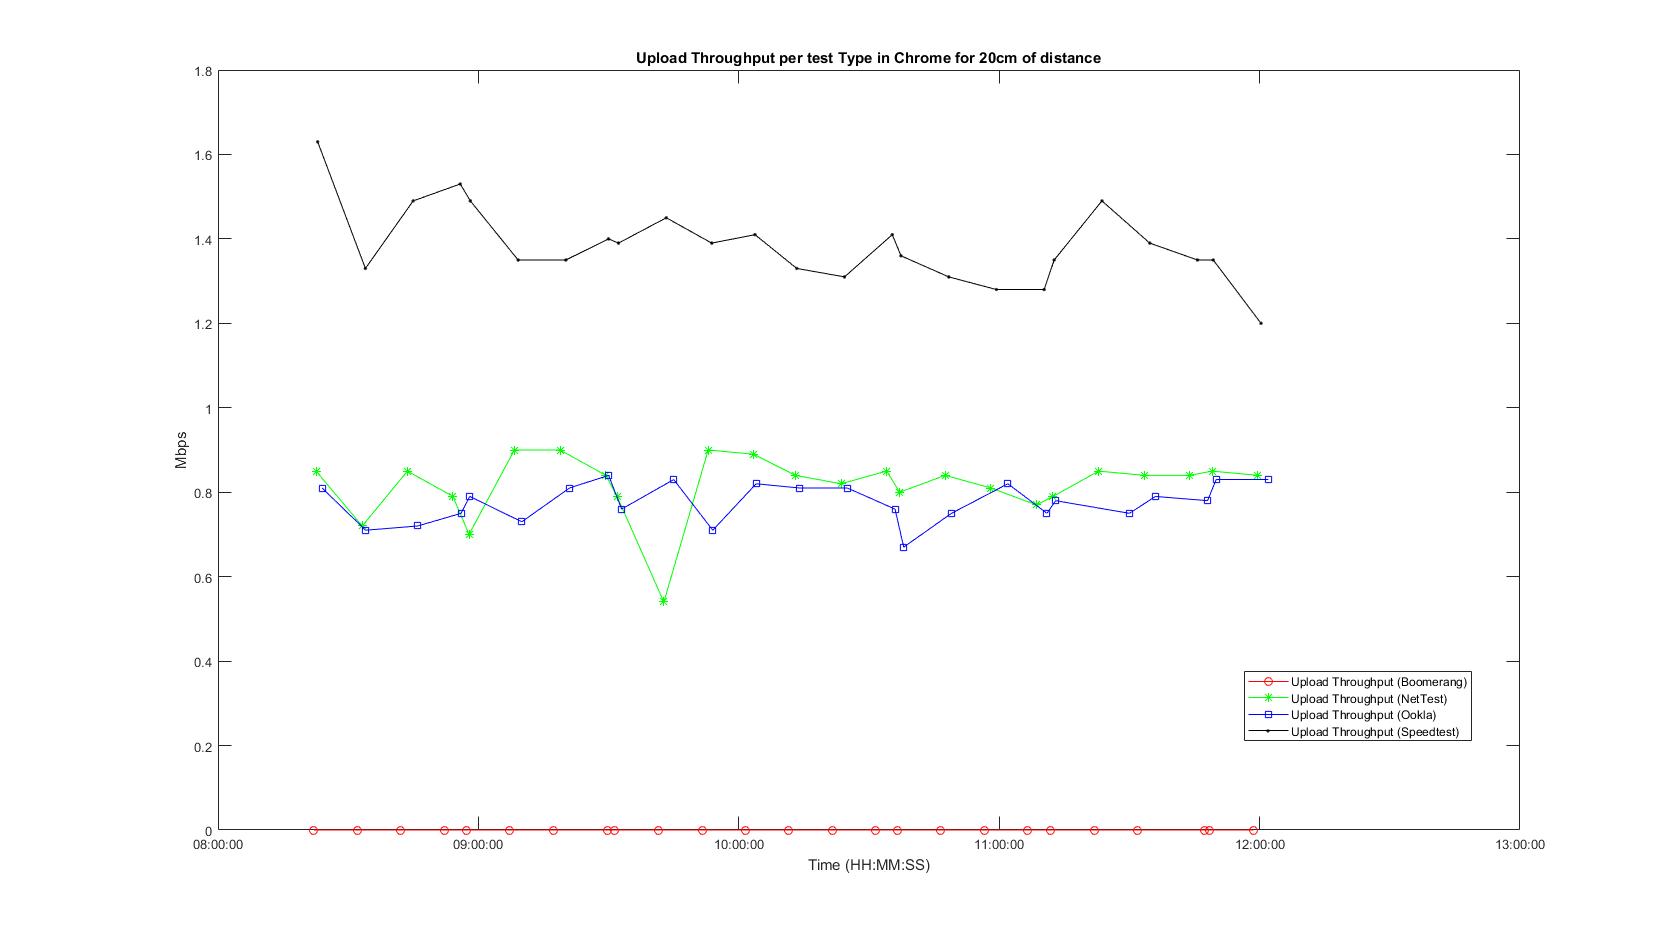 Upload Throughput per test Type in Chrome for 20cm of distance
1.8
1.6
1.4
1.2
1
0.8
0.6
0.4
0.2
0
Mbps
Upload Throughput (Boomerang)
Upload Throughput (NetTest)
Upload Throughput (Ookla)
Upload Throughput (Speedtest)
08:00:00 09:00:00 10:00:00 11:00:00 12:00:00 13:00:00
Time (HH:MM:SS)